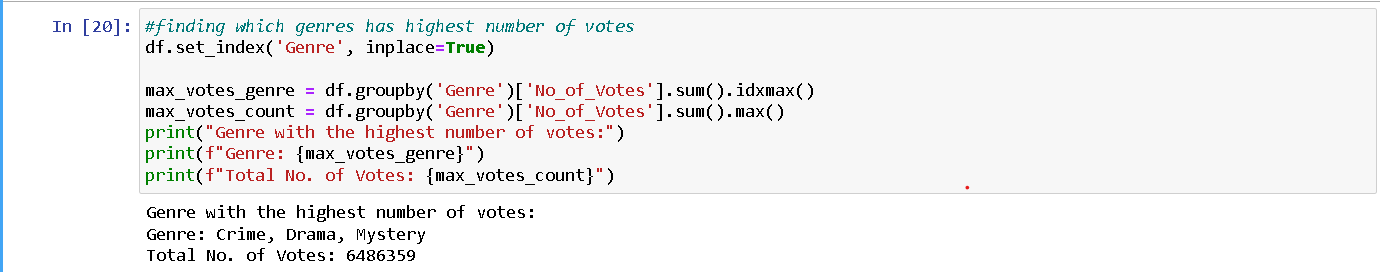 In [20]: #finding which genres has highest number of votes
df.set_index('Genre', inplace=True)
max_votes_genre = df.groupby('Genre')['No_of_Votes'].sum().idxmax()
max_votes_count = df.groupby('Genre')['No_of_Votes'].sum().max()
print("Genre with the highest number of votes:")
print(f"Genre: {max_votes_genre}")
print(f"Total No. of Votes: {max_votes_count}")
Genre with the highest number of votes:
Genre: Crime, Drama, Mystery
Total No. of Votes: 6486359